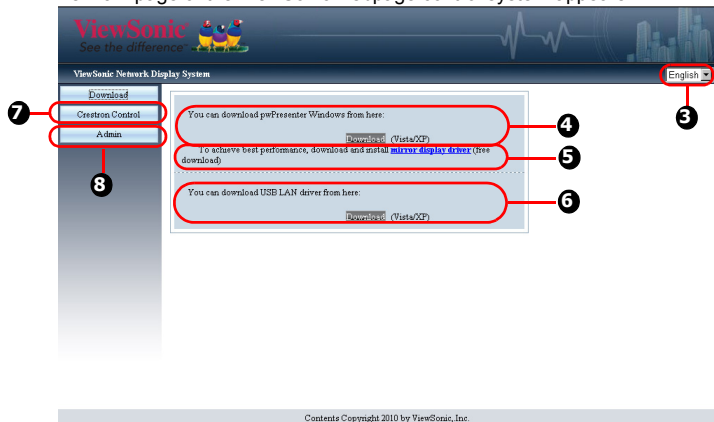 ViewSonic
See the difference™
ViewSonic Network Display System
English
3
Download
7
Crestron Control
Admin
8
You can download pwPresenter Windows from here:
Download (Vista/XP)
4
To achieve best performance, download and install mirror display driver (free
download)
5
You can download USB LAN driver from here:
Download (Vista/XP)
6
Contents Copyright 2010 by ViewSonic, Inc.